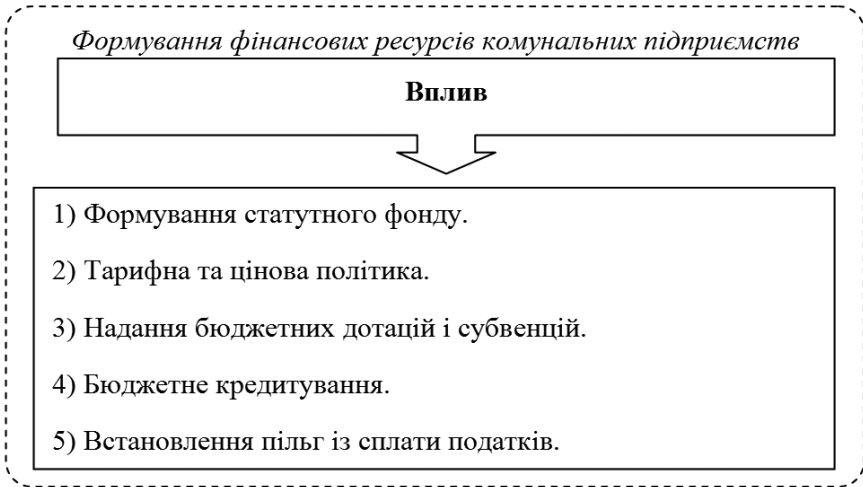 Формування фінансових ресурсів комунальних підприємств
Вплив
1) Формування статутного фонду.
2) Тарифна та цінова політика.
3) Надання бюджетних дотацій і субвенцій.
4) Бюджетне кредитування.
5) Встановлення пільг із сплати податків.